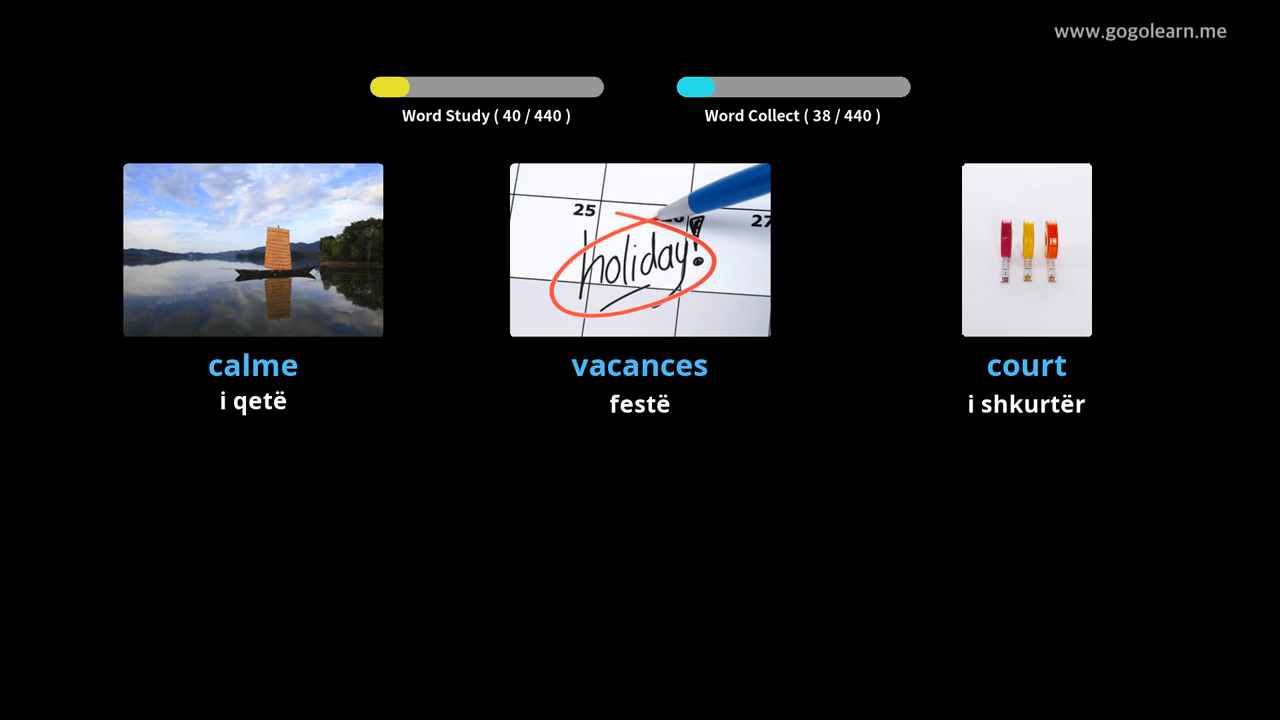 www.gogolearn.me
Word Study ( 40 / 440 )
Word Collect ( 38 / 440 )
25
27
holiday!
calme
vacances
court
i qetë
festë
i shkurtër